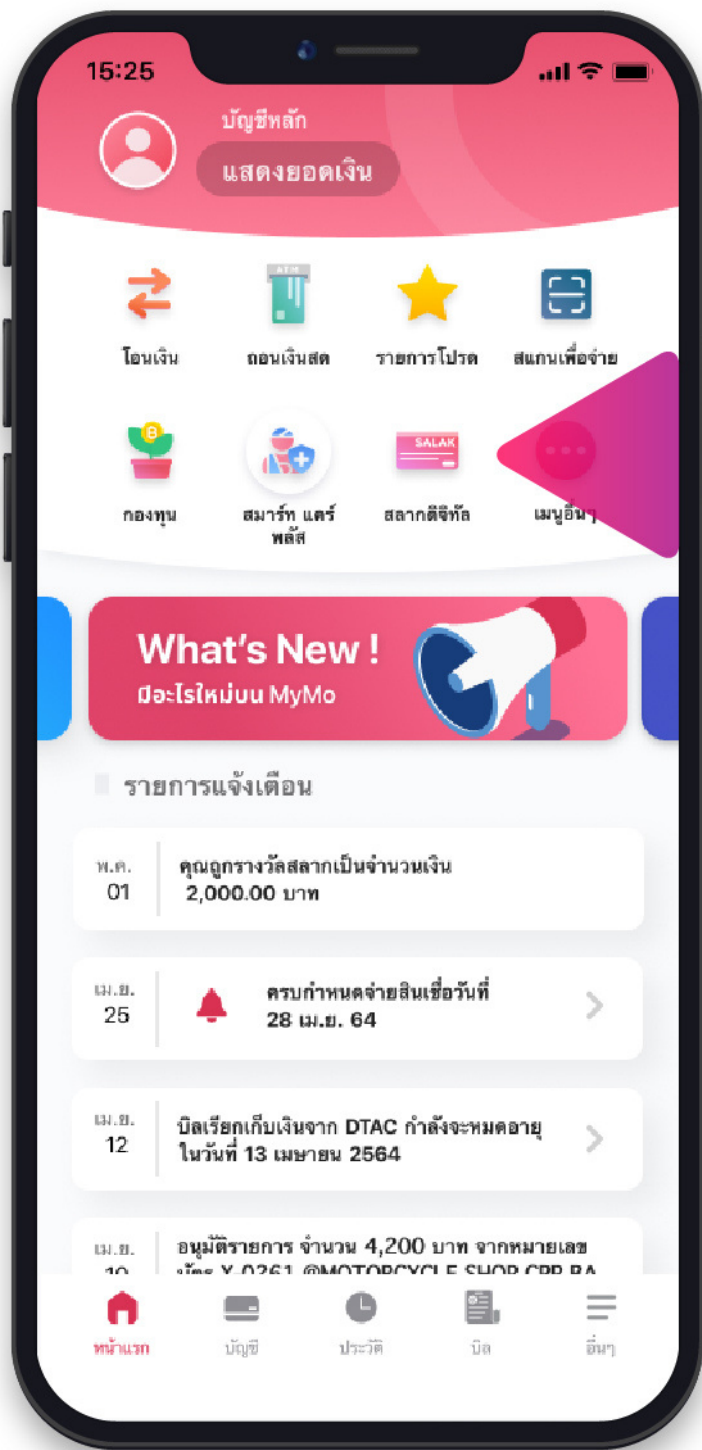 15:25
บัญชีหลัก
แสดงยอดเงิน
ATM
โอนเงิน
ถอนเงินสด
รายการโปรด
สแกนเพื่อจ่าย
SALAK
กองทุน
สมาร์ท แคร์
พลัส
สลากดิจิทัล
เมนูอื่นๆ
What's New !
มีอะไรใหม่บน MyMo
รายการแจ้งเตือน
พ.ค.
01
คุณถูกรางวัลสลากเป็นจำนวนเงิน
2,000.00 บาท
เม.ย.
25
ครบกำหนดจ่ายสินเชื่อวันที่
28 เม.ย. 64
เม.ย.
12
บิลเรียกเก็บเงินจาก DTAC กำลังจะหมดอายุ
ในวันที่ 13 เมษายน 2564
เม.ย.
10
อนุมัติรายการ จำนวน 4,200 บาท จากหมายเลข
บัตร X-0261 @MOTORCYCLE SHOP CRR BA
หน้าแรก
บัญชี
ประวัติ
บิล
อื่นๆ